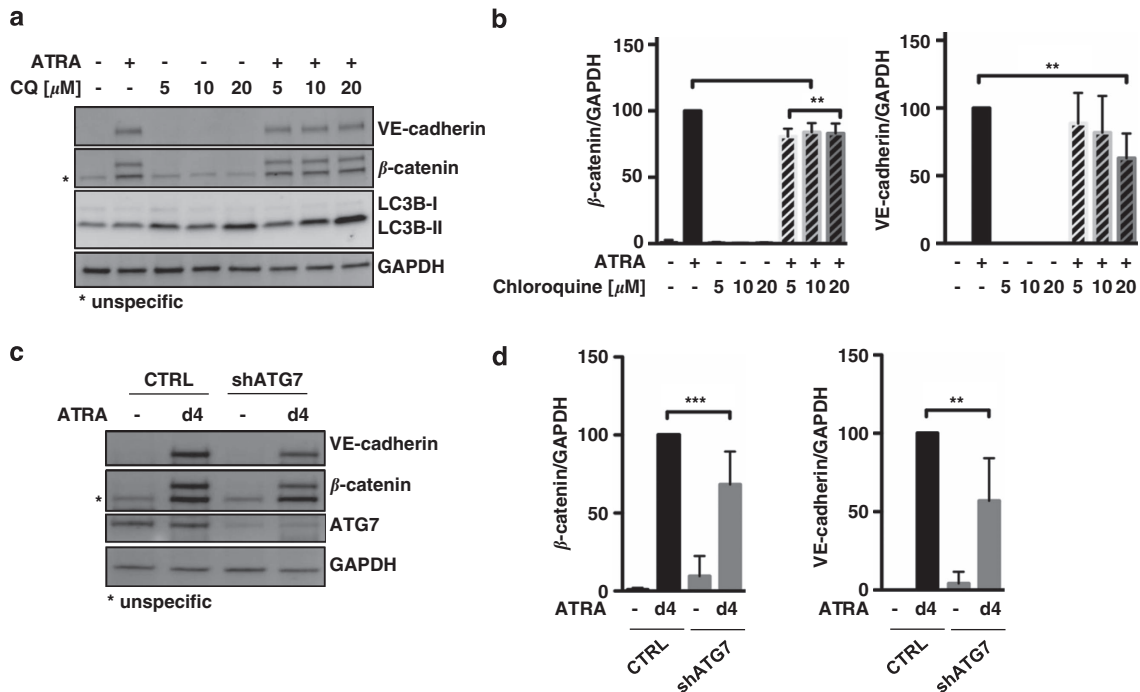 a
ATRA - + - - - + + +
CQ [µM] - - 5 10 20 5 10 20
VE-cadherin
* β-catenin
LC3B-I
LC3B-II
GAPDH
* unspecific
b
β-catenin/GAPDH
150
100
50
0
**
ATRA - + - - - + + +
Chloroquine [µM] - - 5 10 20 5 10 20
VE-cadherin/GAPDH
150
100
50
0
**
- + - - - + + +
- - 5 10 20 5 10 20
c
CTRL shATG7
ATRA - d4 - d4
VE-cadherin
β-catenin
*
ATG7
GAPDH
* unspecific
d
β-catenin/GAPDH
150
100
50
0
***
ATRA - d4 - d4
CTRL shATG7
VE-cadherin/GAPDH
150
100
50
0
**
ATRA - d4 - d4
CTRL shATG7